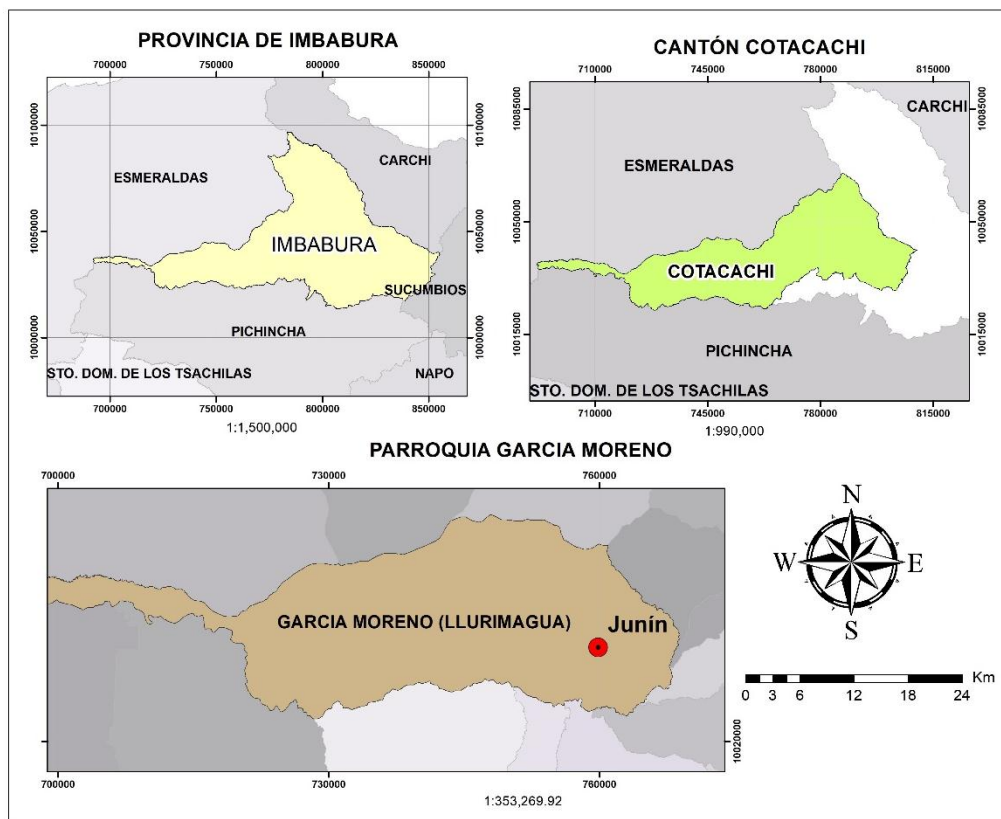 PROVINCIA DE IMBABURA
700000 750000 800000 850000
10100000
10050000
10000000
ESMERALDAS
CARCHI
IMBABURA
SUCUMBIOS
PICHINCHA
STO. DOM. DE LOS TSACHILAS
NAPO
10100000
10050000
10000000
700000 750000 800000 850000
1:1,500,000
CANTÓN COTACACHI
710000 745000 780000 815000
10085000
10050000
10015000
CARCHI
ESMERALDAS
COTACACHI
PICHINCHA
STO. DOM. DE LOS TSACHILAS
10085000
10050000
10015000
710000 745000 780000 815000
1:990,000
PARROQUIA GARCIA MORENO
700000 730000 760000
GARCIA MORENO (LLURIMAGUA)
Junín
10020000
10020000
700000 730000 760000
1:353,269.92
N
W E
S
Km
0 3 6 12 18 24